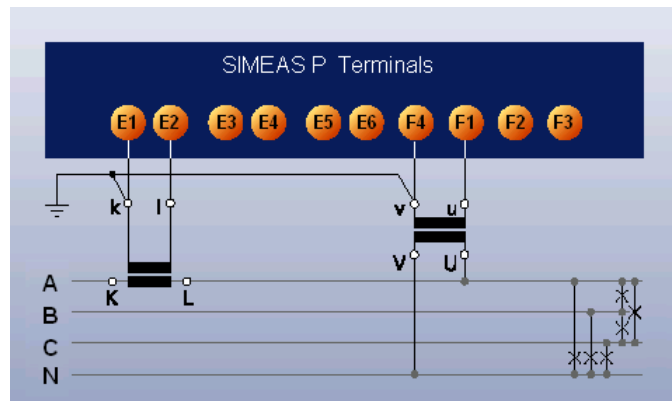 SIMEAS P Terminals
E1 E2 E3 E4 E5 E6 F4 F1 F2 F3
k l v u
V U
K L
A
B
C
N